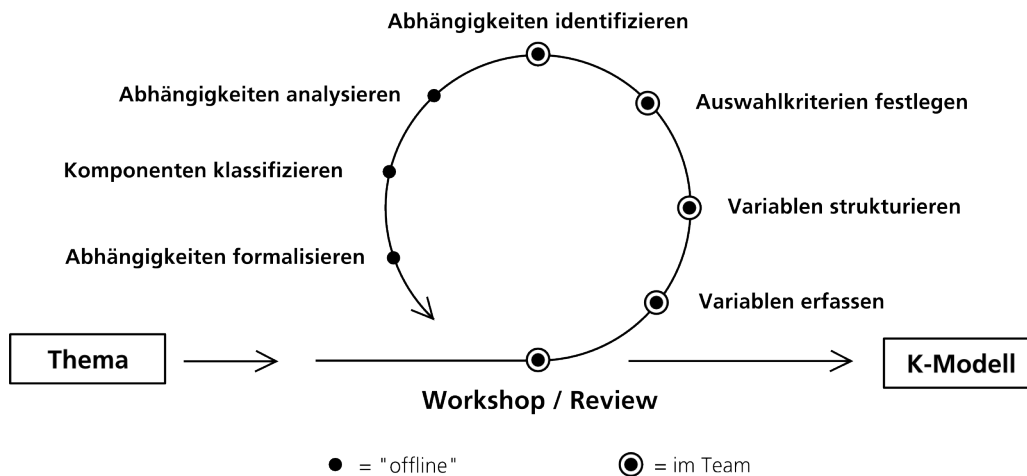 Abhängigkeiten identifizieren
Abhängigkeiten analysieren
Auswahlkriterien festlegen
Komponenten klassifizieren
Variablen strukturieren
Abhängigkeiten formalisieren
Variablen erfassen
Thema
K-Modell
Workshop / Review
= "offline"
= im Team